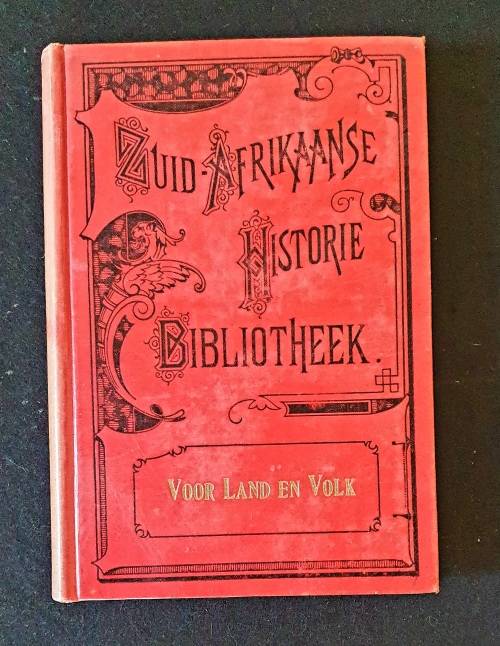 ZUID-AFRIKAANSE
HISTORIE
BIBLIOTHEEK.
VOOR LAND EN VOLK